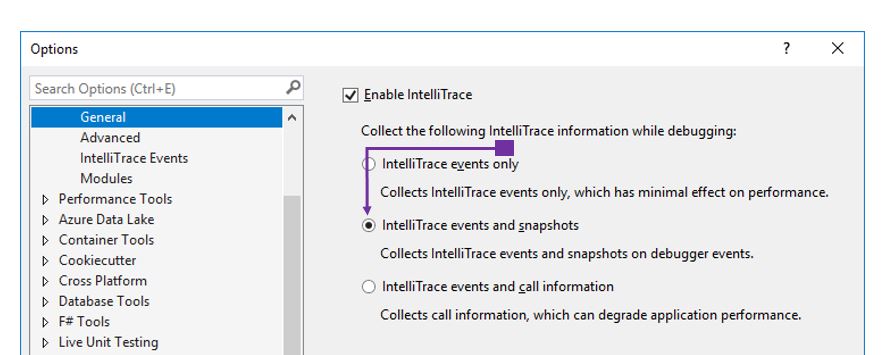 Options
?
Search Options (Ctrl+E)
General
Advanced
IntelliTrace Events
Modules
Performance Tools
Azure Data Lake
Container Tools
Cookiecutter
Cross Platform
Database Tools
F# Tools
Live Unit Testing
Enable IntelliTrace
Collect the following IntelliTrace information while debugging:
IntelliTrace events only
Collects IntelliTrace events only, which has minimal effect on performance.
IntelliTrace events and snapshots
Collects IntelliTrace events and snapshots on debugger events.
IntelliTrace events and call information
Collects call information, which can degrade application performance.